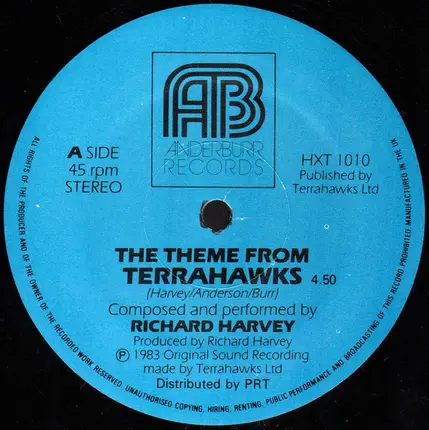 AB
ANDERBURR
RECORDS
A SIDE
45 rpm
STEREO
HXT 1010
Published by
Terrahawks Ltd
THE THEME FROM
TERRAHAWKS 4.50
(Harvey/Anderson/Burr)
Composed and performed by
RICHARD HARVEY
Produced by Richard Harvey
Ⓟ 1983 Original Sound Recording
made by Terrahawks Ltd
Distributed by PRT
ALL RIGHTS OF THE PRODUCER AND OF THE OWNER OF THE RECORDED WORK RESERVED. UNAUTHORISED COPYING, HIRING, RENTING, PUBLIC PERFORMANCE AND BROADCASTING OF THIS RECORD PROHIBITED. MANUFACTURED IN THE UK